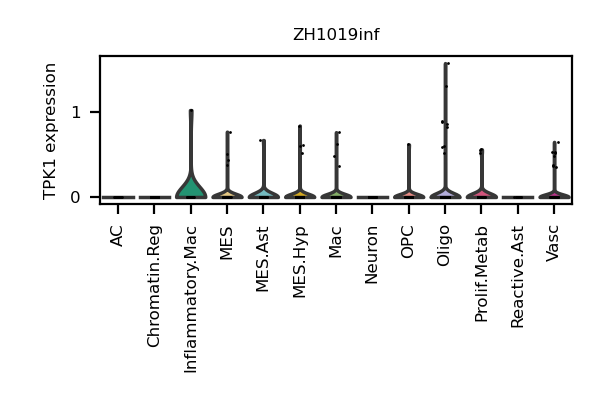 ZH1019inf
TPK1 expression
1
0
AC
Chromatin.Reg
Inflammatory.Mac
MES
MES.Ast
MES.Hyp
Mac
Neuron
OPC
Oligo
Prolif.Metab
Reactive.Ast
Vasc